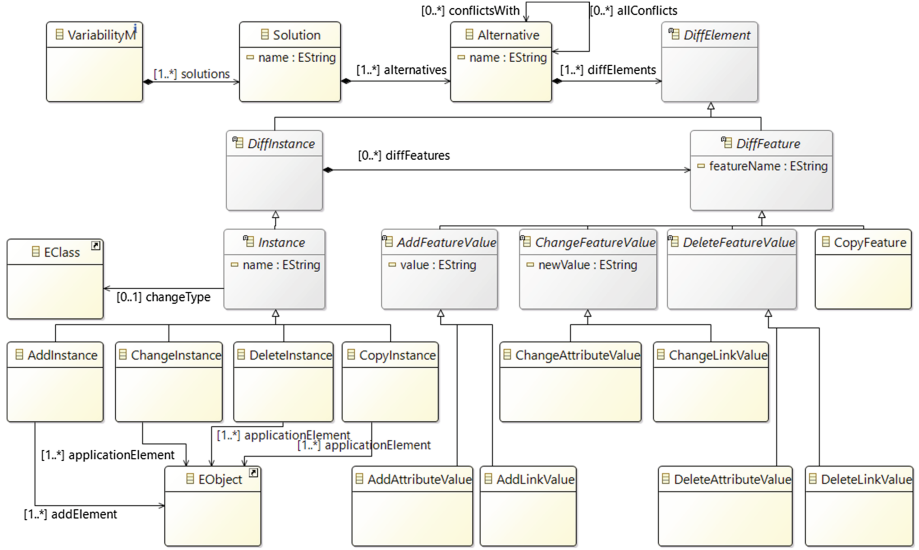 [0..*] conflictsWith
[0..*] allConflicts
VariabilityM
Solution
name : EString
Alternative
name : EString
DiffElement
[1..*] solutions
[1..*] alternatives
[1..*] diffElements
DiffInstance
[0..*] diffFeatures
DiffFeature
featureName : EString
EClass
Instance
name : EString
AddFeatureValue
value : EString
ChangeFeatureValue
newValue : EString
DeleteFeatureValue
CopyFeature
[0..1] changeType
AddInstance
ChangeInstance
DeleteInstance
CopyInstance
ChangeAttributeValue
ChangeLinkValue
[1..*] applicationElement
[1..*] applicationElement
[1..*] applicationElement
EObject
[1..*] addElement
AddAttributeValue
AddLinkValue
DeleteAttributeValue
DeleteLinkValue